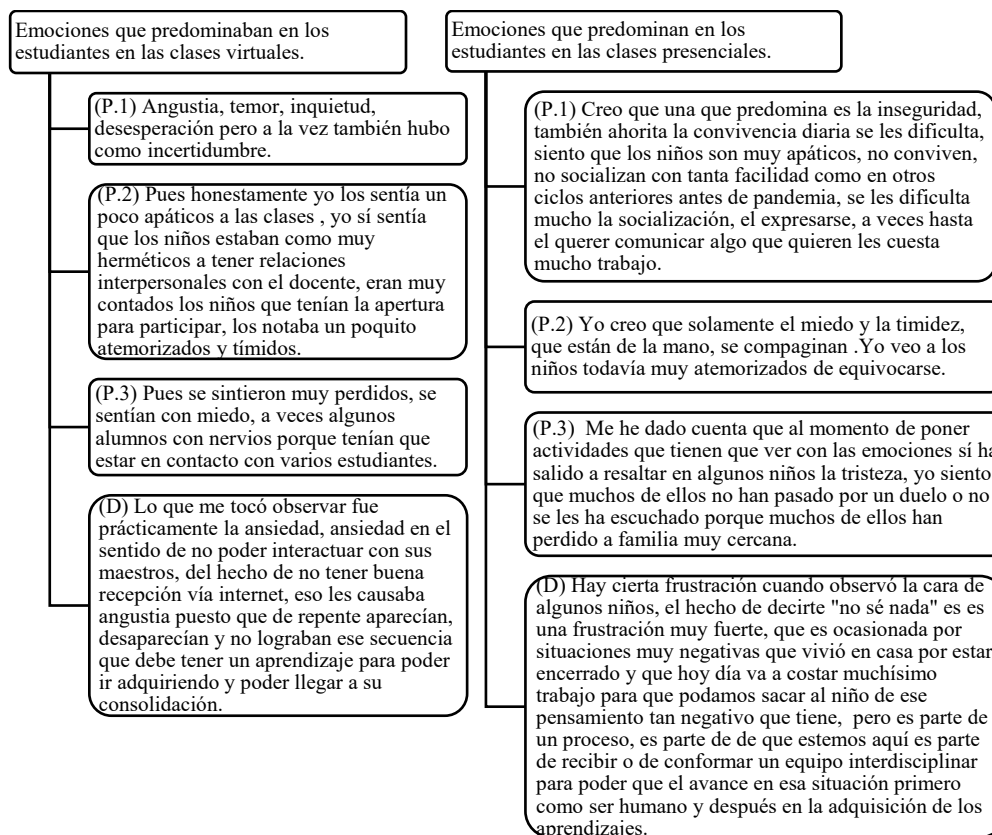 Emociones que predominaban en los
estudiantes en las clases virtuales.
(P.1) Angustia, temor, inquietud,
desesperación pero a la vez también hubo
como incertidumbre.
(P.2) Pues honestamente yo los sentía un
poco apáticos a las clases , yo sí sentía
que los niños estaban como muy
herméticos a tener relaciones
interpersonales con el docente, eran muy
contados los niños que tenían la apertura
para participar, los notaba un poquito
atemorizados y tímidos.
(P.3) Pues se sintieron muy perdidos, se
sentían con miedo, a veces algunos
alumnos con nervios porque tenían que
estar en contacto con varios estudiantes.
(D) Lo que me tocó observar fue
prácticamente la ansiedad, ansiedad en el
sentido de no poder interactuar con sus
maestros, del hecho de no tener buena
recepción vía internet, eso les causaba
angustia puesto que de repente aparecían,
desaparecían y no lograban ese secuencia
que debe tener un aprendizaje para poder
ir adquiriendo y poder llegar a su
consolidación.
Emociones que predominan en los
estudiantes en las clases presenciales.
(P.1) Creo que una que predomina es la inseguridad,
también ahorita la convivencia diaria se les dificulta,
siento que los niños son muy apáticos, no conviven,
no socializan con tanta facilidad como en otros
ciclos anteriores antes de pandemia, se les dificulta
mucho la socialización, el expresarse, a veces hasta
el querer comunicar algo que quieren les cuesta
mucho trabajo.
(P.2) Yo creo que solamente el miedo y la timidez,
que están de la mano, se compaginan .Yo veo a los
niños todavía muy atemorizados de equivocarse.
(P.3) Me he dado cuenta que al momento de poner
actividades que tienen que ver con las emociones sí ha
salido a resaltar en algunos niños la tristeza, yo siento
que muchos de ellos no han pasado por un duelo o no
se les ha escuchado porque muchos de ellos han
perdido a familia muy cercana.
(D) Hay cierta frustración cuando observó la cara de
algunos niños, el hecho de decirte "no sé nada" es es
una frustración muy fuerte, que es ocasionada por
situaciones muy negativas que vivió en casa por estar
encerrado y que hoy día va a costar muchísimo
trabajo para que podamos sacar al niño de ese
pensamiento tan negativo que tiene, pero es parte de
un proceso, es parte de de que estemos aquí es parte
de recibir o de conformar un equipo interdisciplinar
para poder que el avance en esa situación primero
como ser humano y después en la adquisición de los
aprendizajes.